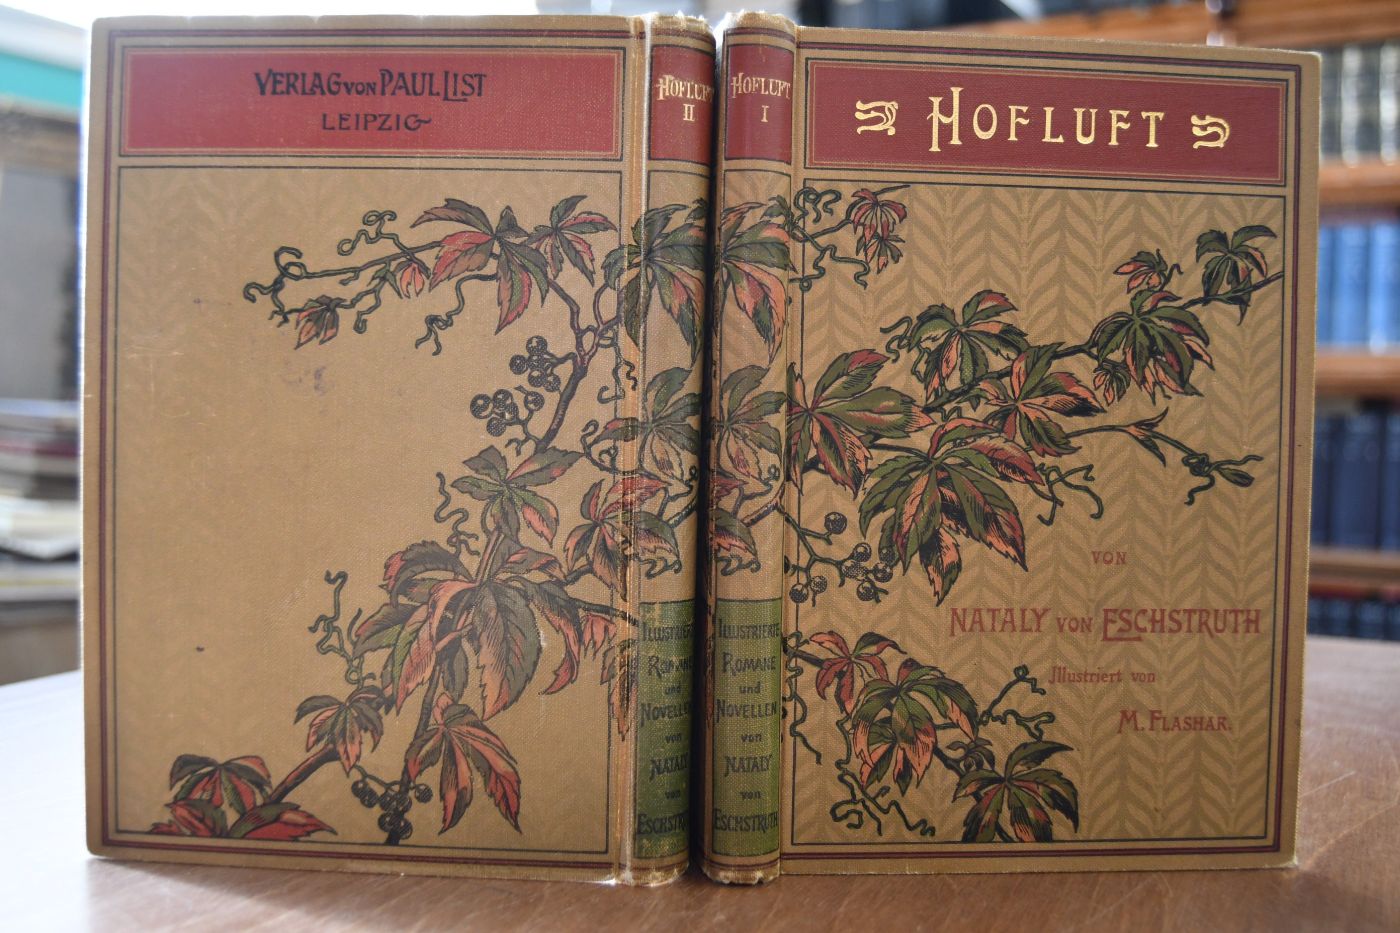 VERLAG VON PAUL LIST
LEIPZIG
HOFLUFT
II
ILLUSTRIERTE
ROMANE
und
NOVELLEN
von
NATALY
von
ESCHSTRUTH
HOFLUFT
I
ILLUSTRIERTE
ROMANE
und
NOVELLEN
von
NATALY
von
ESCHSTRUTH
HOFLUFT
VON
NATALY VON ESCHSTRUTH
Illustriert von
M. FLASHAR.